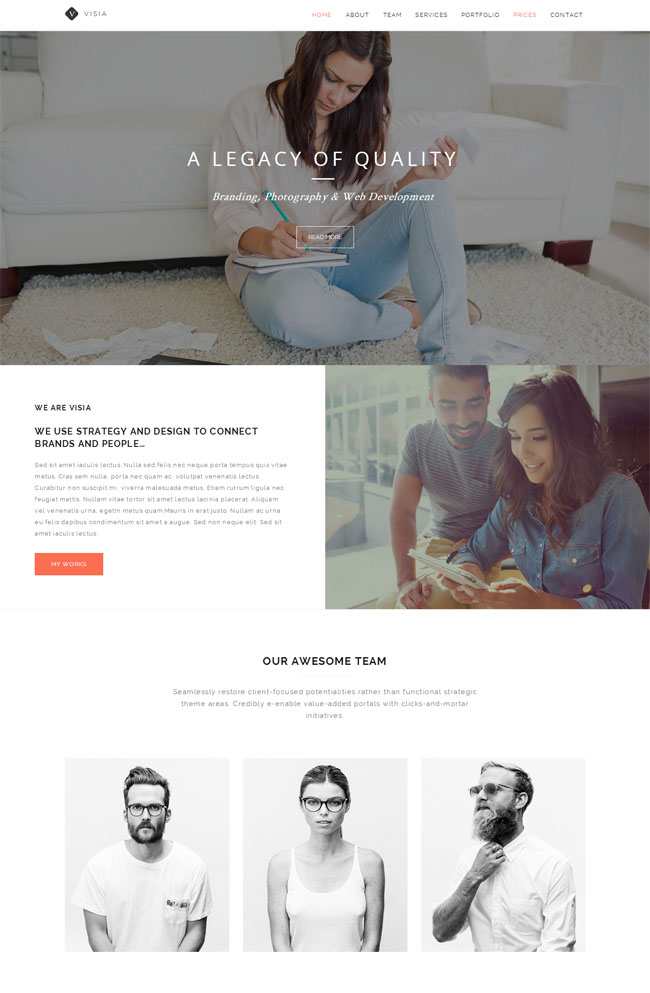 VISIA
HOME ABOUT TEAM SERVICES PORTFOLIO PRICES CONTACT
A LEGACY OF QUALITY
Branding, Photography & Web Development
READ MORE
WE ARE VISIA
WE USE STRATEGY AND DESIGN TO CONNECT
BRANDS AND PEOPLE…
Sed sit amet iaculis lectus. Nulla sed felis nec neque porta tempus quis vitae
metus. Cras sem nulla, porta nec quam ac, volutpat venenatis lectus.
Curabitur non suscipit mi, viverra malesuada metus. Etiam rutrum ligula nec
feugiat mattis. Nullam vitae tortor sit amet lectus lacinia placerat. Aliquam
vel venenatis urna, egetin metus quam.Mauris in erat justo. Nullam ac urna
eu felis dapibus condimentum sit amet a augue. Sed non neque elit. Sed sit
amet iaculis lectus.
MY WORKS
OUR AWESOME TEAM
Seamlessly restore client-focused potentialities rather than functional strategic
theme areas. Credibly e-enable value-added portals with clicks-and-mortar
initiatives.